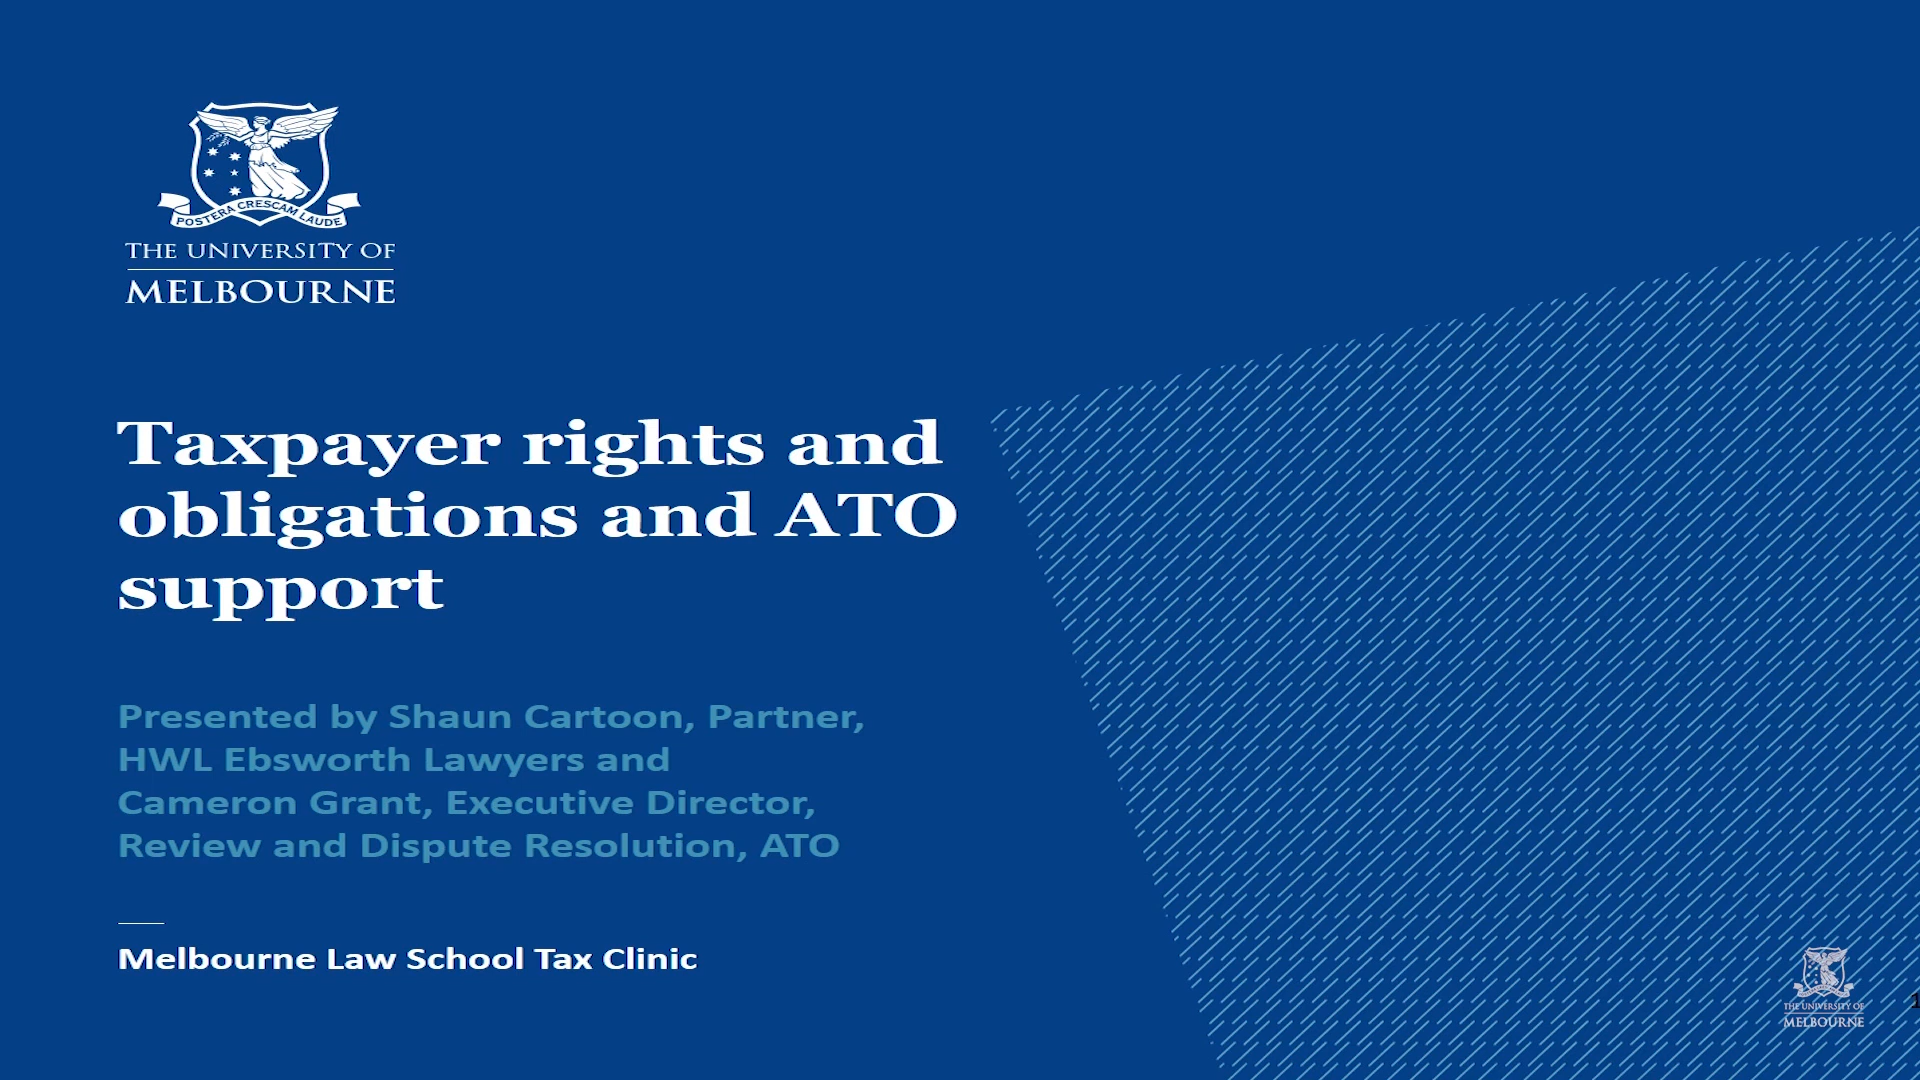 POSTERA CRESCAM LAUDE
THE UNIVERSITY OF
MELBOURNE
Taxpayer rights and
obligations and ATO
support
Presented by Shaun Cartoon, Partner,
HWL Ebsworth Lawyers and
Cameron Grant, Executive Director,
Review and Dispute Resolution, ATO
Melbourne Law School Tax Clinic
THE UNIVERSITY OF
MELBOURNE
1